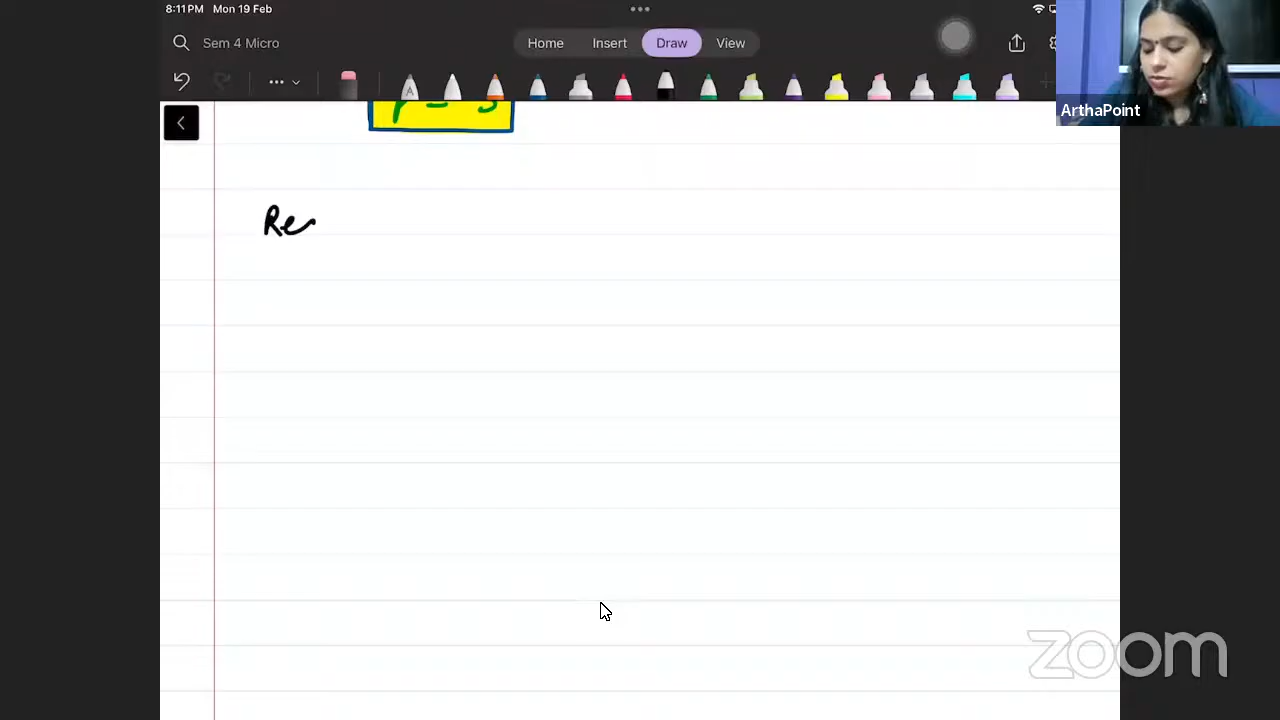 8:11 PM Mon 19 Feb
Sem 4 Micro
Home Insert Draw View
A
ArthaPoint
Re
zoom